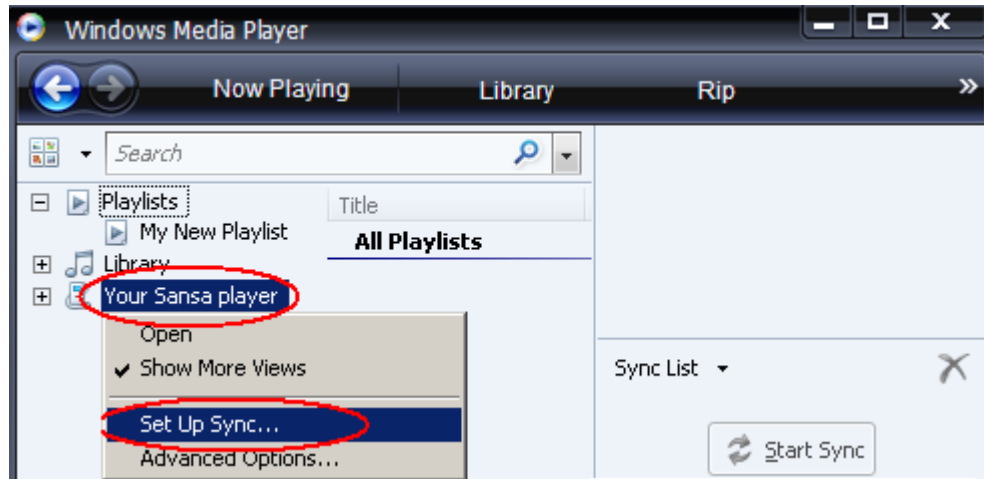 Windows Media Player
Now Playing Library Rip »
Search
Playlists Title
My New Playlist All Playlists
Library
Your Sansa player
Open
Show More Views
Sync List
Set Up Sync...
Start Sync
Advanced Options...